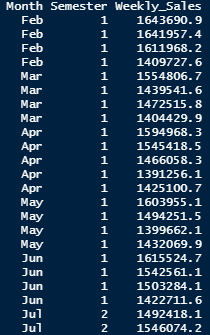 Month Semester Weekly_Sales
Feb 1 1643690.9
Feb 1 1641957.4
Feb 1 1611968.2
Feb 1 1409727.6
Mar 1 1554806.7
Mar 1 1439541.6
Mar 1 1472515.8
Mar 1 1404429.9
Apr 1 1594968.3
Apr 1 1545418.5
Apr 1 1466058.3
Apr 1 1391256.1
Apr 1 1425100.7
May 1 1603955.1
May 1 1494251.5
May 1 1399662.1
May 1 1432069.9
Jun 1 1615524.7
Jun 1 1542561.1
Jun 1 1503284.1
Jun 1 1422711.6
Jul 2 1492418.1
Jul 2 1546074.2